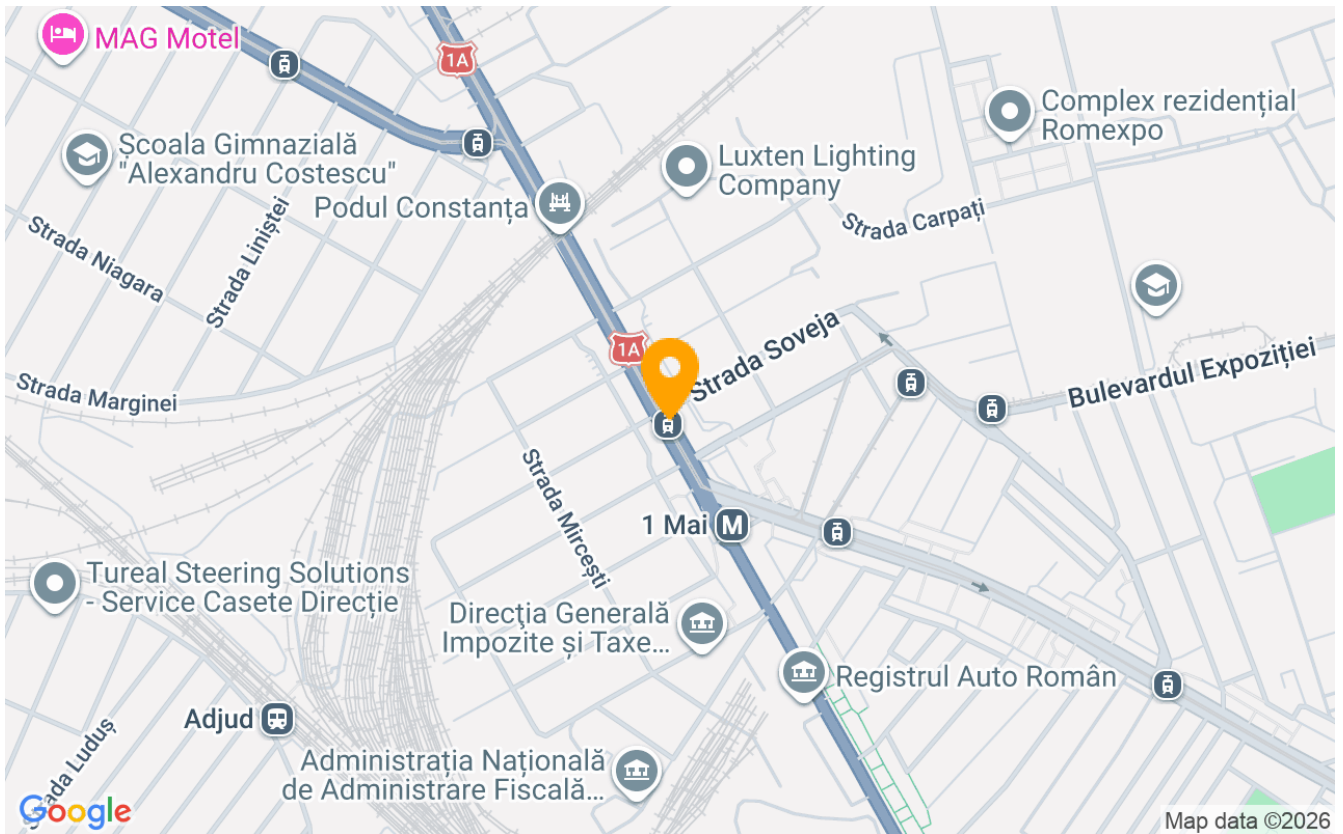 MAG Motel
1A
Școala Gimnazială
"Alexandru Costescu"
Podul Constanța
Luxten Lighting
Company
Complex rezidențial
Romexpo
Strada Carpați
Strada Niagara
Strada Liniștei
1A
Strada Soveja
Bulevardul Expoziției
Strada Marginei
Strada Mircești
1 Mai
M
Tureal Steering Solutions
- Service Casete Direcție
Direcţia Generală
Impozite și Taxe...
Registrul Auto Român
Adjud
Strada Luduș
Administrația Națională
de Administrare Fiscală...
Google
Map data ©2026